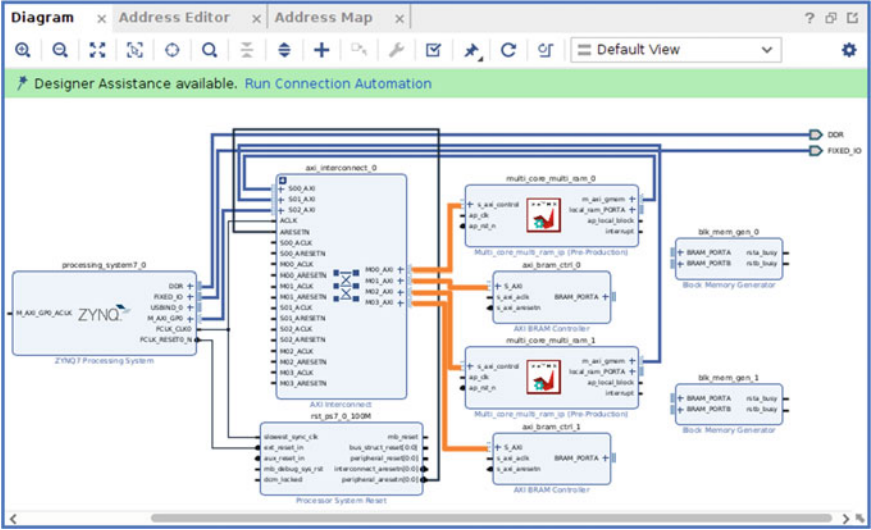 Diagram
Address Editor
Address Map
Default View
Designer Assistance available. Run Connection Automation
DDR
FIXED_IO
axi_interconnect_0
S00_AXI
S01_AXI
S02_AXI
ACLK
ARESETN
S00_ACLK
S00_ARESETN
M00_ACLK
M00_ARESETN
M01_ACLK
M01_ARESETN
S01_ACLK
S01_ARESETN
S02_ACLK
S02_ARESETN
M02_ACLK
M02_ARESETN
M03_ACLK
M03_ARESETN
M00_AXI
M01_AXI
M02_AXI
M03_AXI
AXI Interconnect
processing_system7_0
M_AXI_GP0_ACLK
ZYNQ
DDR
FIXED_IO
USBIND_0
M_AXI_GP0
FCLK_CLK0
FCLK_RESET0_N
ZYNQ7 Processing System
rst_ps7_0_100M
slowest_sync_clk
ext_reset_in
aux_reset_in
mb_debug_sys_rst
dcm_locked
mb_reset
bus_struct_reset[0:0]
peripheral_reset[0:0]
interconnect_aresetn[0:0]
peripheral_aresetn[0:0]
Processor System Reset
multi_core_multi_ram_0
s_axi_control
ap_clk
ap_rst_n
m_axi_gmem
local_ram_PORTA
ap_local_block
interrupt
Multi_core_multi_ram_ip (Pre-Production)
axi_bram_ctrl_0
S_AXI
s_axi_aclk
s_axi_aresetn
BRAM_PORTA
AXI BRAM Controller
multi_core_multi_ram_1
s_axi_control
ap_clk
ap_rst_n
m_axi_gmem
local_ram_PORTA
ap_local_block
interrupt
Multi_core_multi_ram_ip (Pre-Production)
axi_bram_ctrl_1
S_AXI
s_axi_aclk
s_axi_aresetn
BRAM_PORTA
AXI BRAM Controller
blk_mem_gen_0
BRAM_PORTA
BRAM_PORTB
rsta_busy
rstb_busy
Block Memory Generator
blk_mem_gen_1
BRAM_PORTA
BRAM_PORTB
rsta_busy
rstb_busy
Block Memory Generator